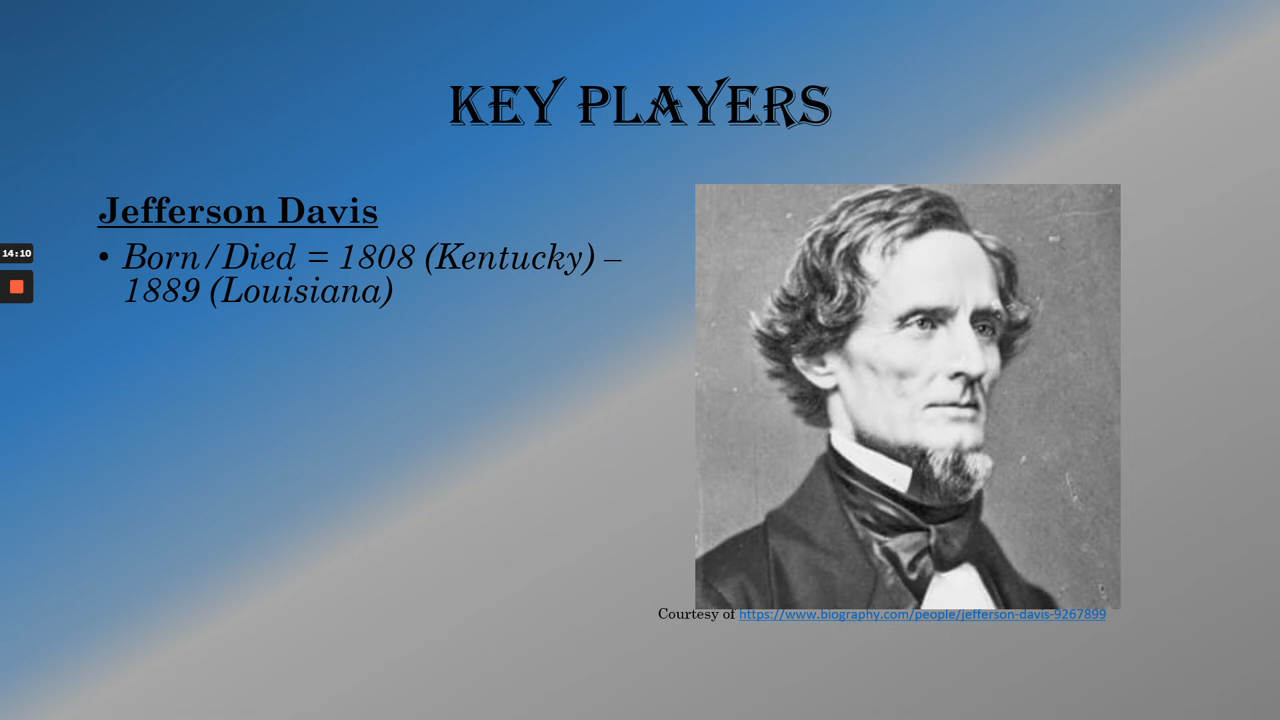 KEY PLAYERS
Jefferson Davis
• Born/Died = 1808 (Kentucky) –
1889 (Louisiana)
14:10
Courtesy of https://www.biography.com/people/jefferson-davis-9267899